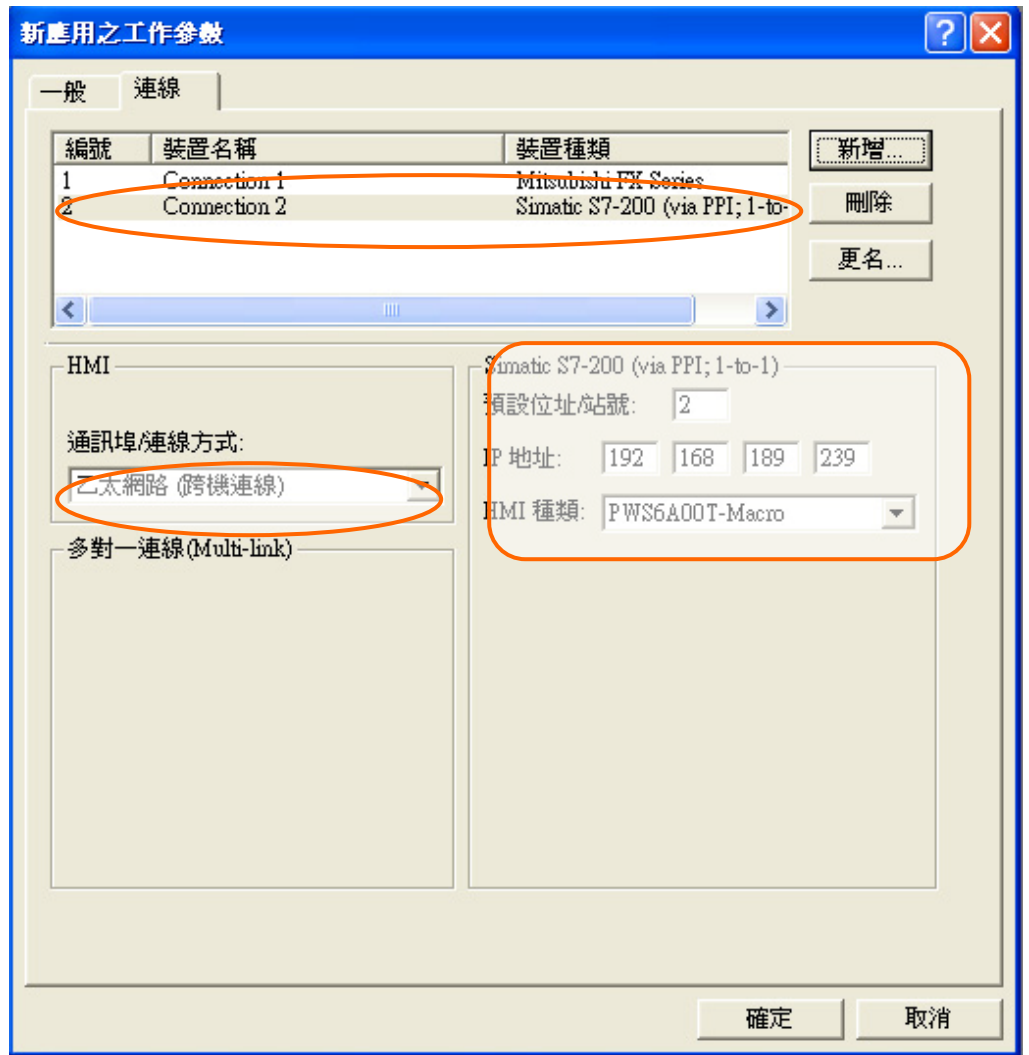 新應用之工作參數
一般 連線
編號 裝置名稱 裝置種類
1 Connection 1 Mitsubishi FX Series
2 Connection 2 Simatic S7-200 (via PPI; 1-to-
新增...
刪除
更名...
HMI
通訊埠/連線方式:
乙太網路 (跨機連線)
多對一連線(Multi-link)
Simatic S7-200 (via PPI; 1-to-1)
預設位址/站號: 2
IP 地址: 192 168 189 239
HMI 種類: PWS6A00T-Macro
確定 取消